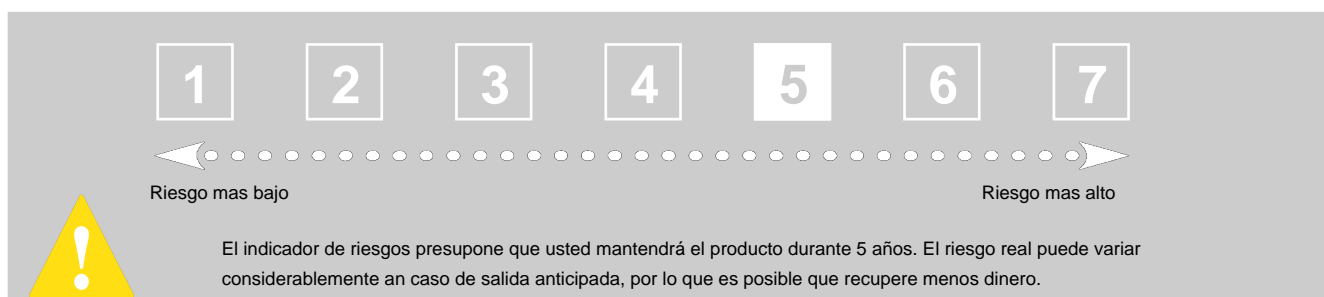 1 2 3 4 5 6 7
Riesgo mas bajo Riesgo mas alto
!
El indicador de riesgos presupone que usted mantendrá el producto durante 5 años. El riesgo real puede variar
considerablemente an caso de salida anticipada, por lo que es posible que recupere menos dinero.